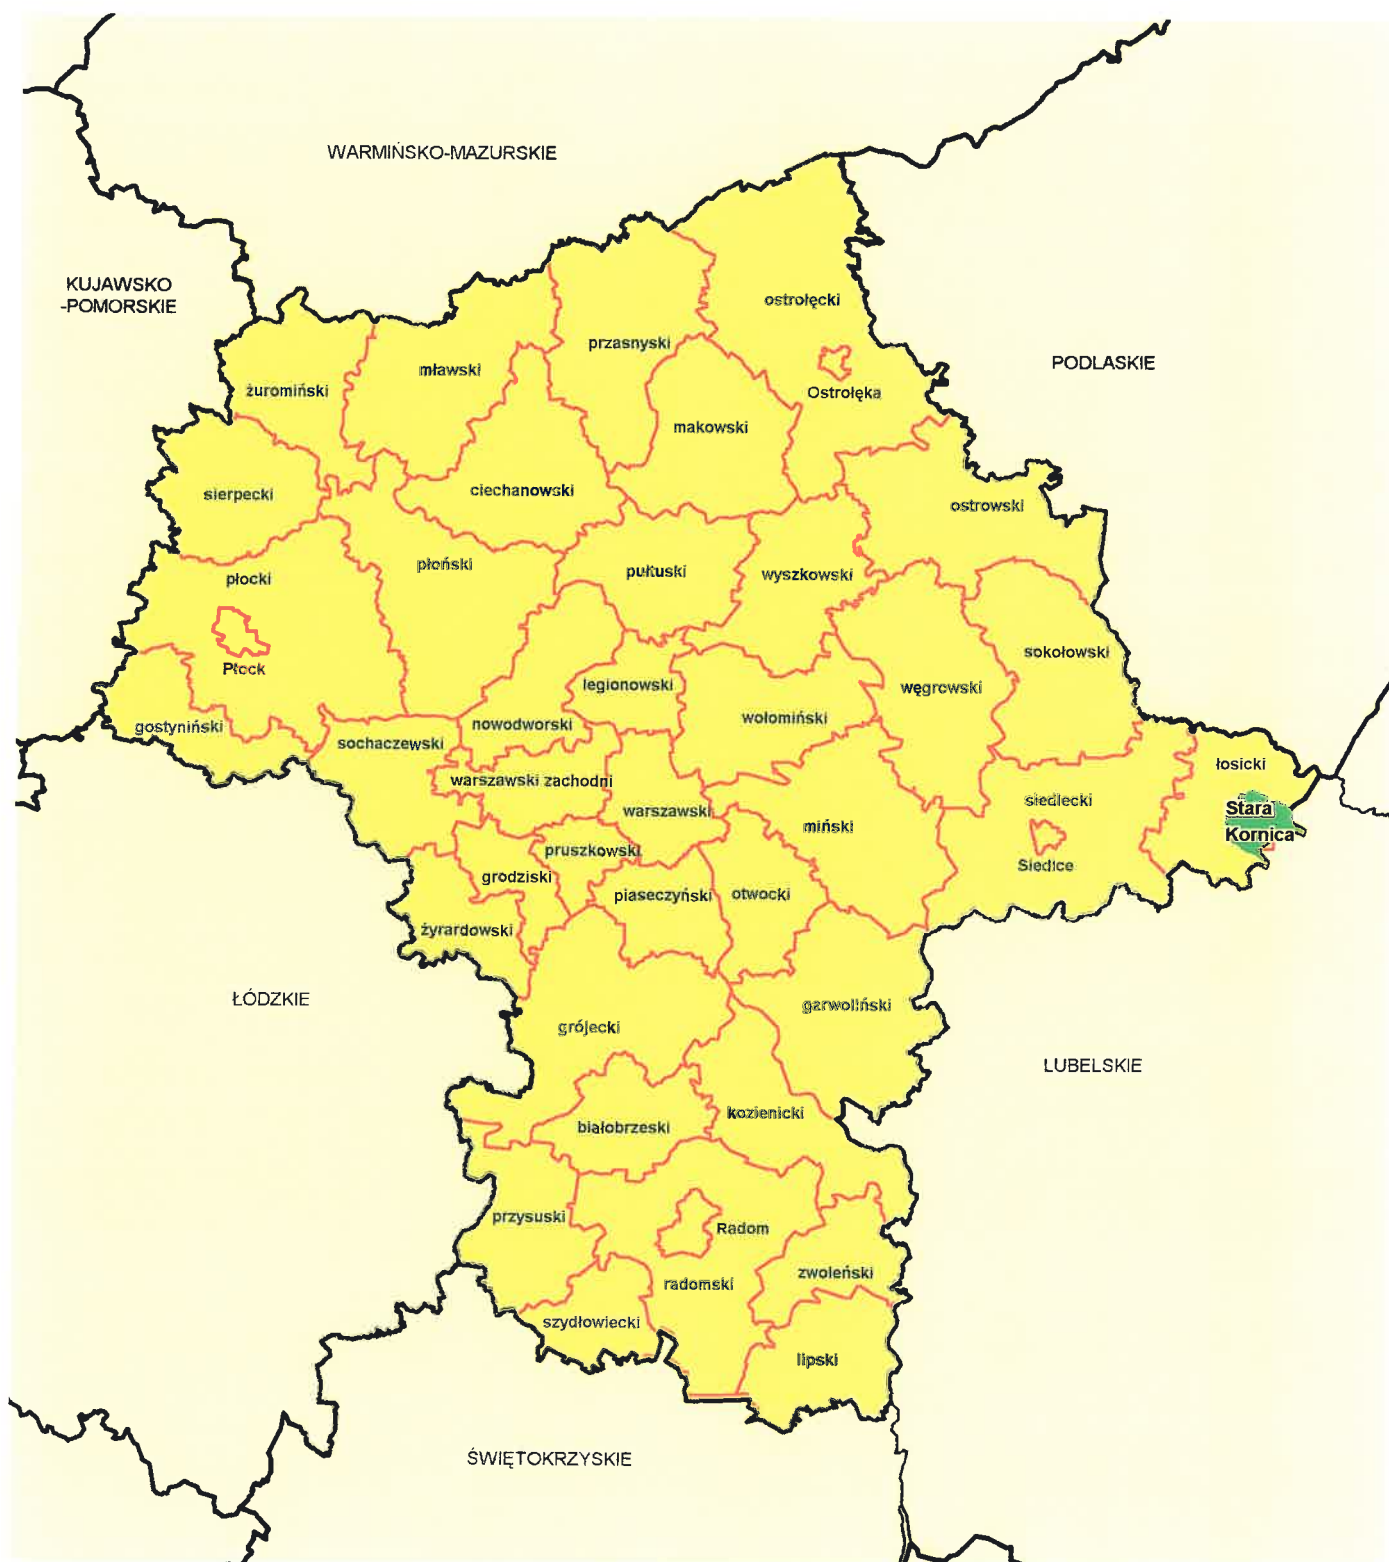 WARMIŃSKO-MAZURSKIE
KUJAWSKO
-POMORSKIE
ostrołęcki
przasnyski
PODLASKIE
mławski
żuromiński
Ostrołęka
makowski
ciechanowski
sierpecki
ostrowski
płoński
płocki
pułtuski
wyszkowski
sokołowski
Płock
legionowski
węgrowski
gostyniński
nowodworski
wołomiński
sochaczewski
łosicki
warszawski zachodni
siedlecki
Stara
Kornica
warszawski
miński
pruszkowski
Siedlce
grodziski
piaseczyński
otwocki
żyrardowski
ŁÓDZKIE
garwoliński
grójecki
LUBELSKIE
kozienicki
białobrzeski
przysuski
Radom
zwoleński
radomski
szydłowiecki
lipski
ŚWIĘTOKRZYSKIE